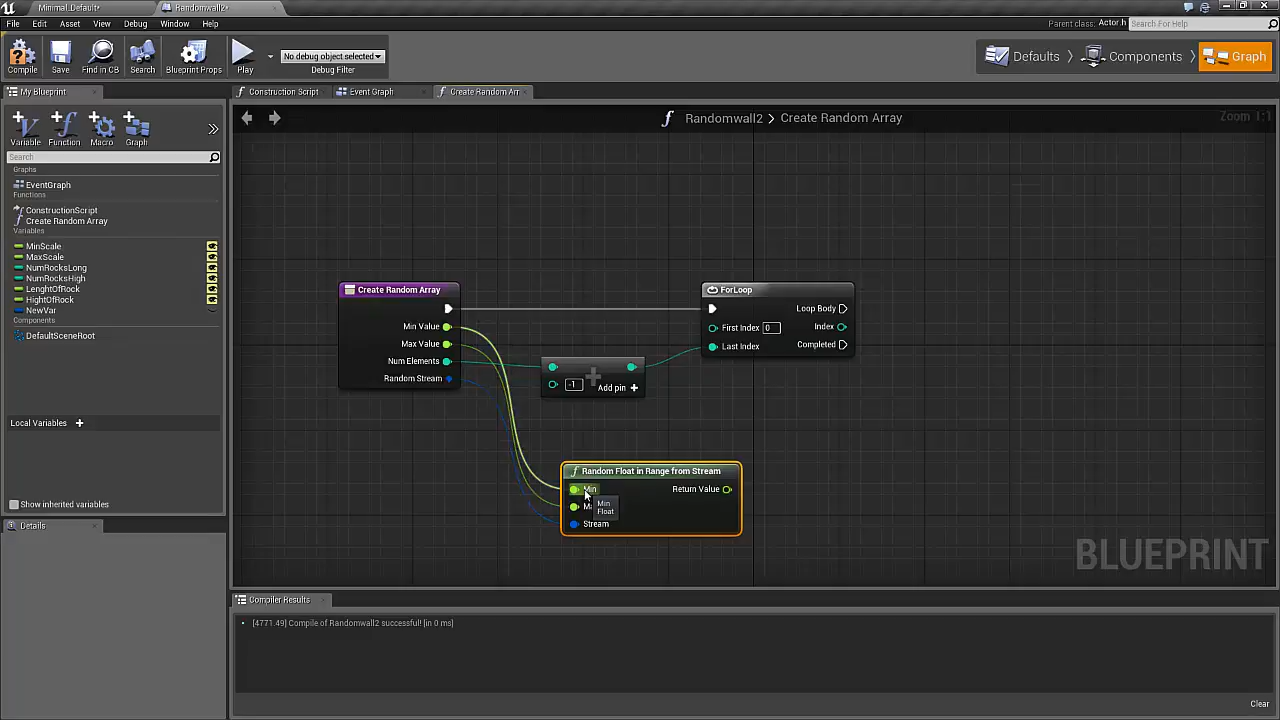 Minimal_Default*
Randomwall2*
File Edit Asset View Debug Window Help
Parent class: Actor.h
Search For Help
Compile
Save
Find in CB
Search
Blueprint Props
Play
No debug object selected
Debug Filter
Defaults
Components
Graph
My Blueprint
Construction Script
Event Graph
Create Random Arr
Variable
Function
Macro
Graph
Search
Graphs
EventGraph
Functions
ConstructionScript
Create Random Array
Variables
MinScale
MaxScale
NumRocksLong
NumRocksHigh
LenghtOfRock
HightOfRock
NewVar
Components
DefaultSceneRoot
Local Variables
Show inherited variables
Details
Randomwall2 > Create Random Array
Zoom 1:1
Create Random Array
Min Value
Max Value
Num Elements
Random Stream
-1
Add pin
ForLoop
Loop Body
First Index 0
Index
Last Index
Completed
Random Float in Range from Stream
Min
Return Value
Stream
Min
Float
BLUEPRINT
Compiler Results
[4771.49] Compile of Randomwall2 successful! [in 0 ms]
Clear